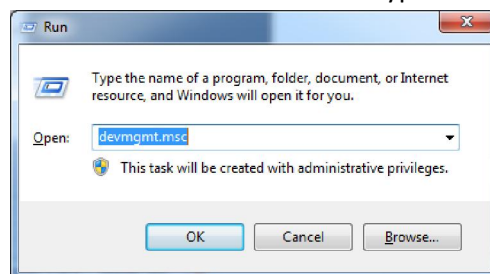 Run
Type the name of a program, folder, document, or Internet
resource, and Windows will open it for you.
Open: devmgmt.msc
This task will be created with administrative privileges.
OK Cancel Browse...